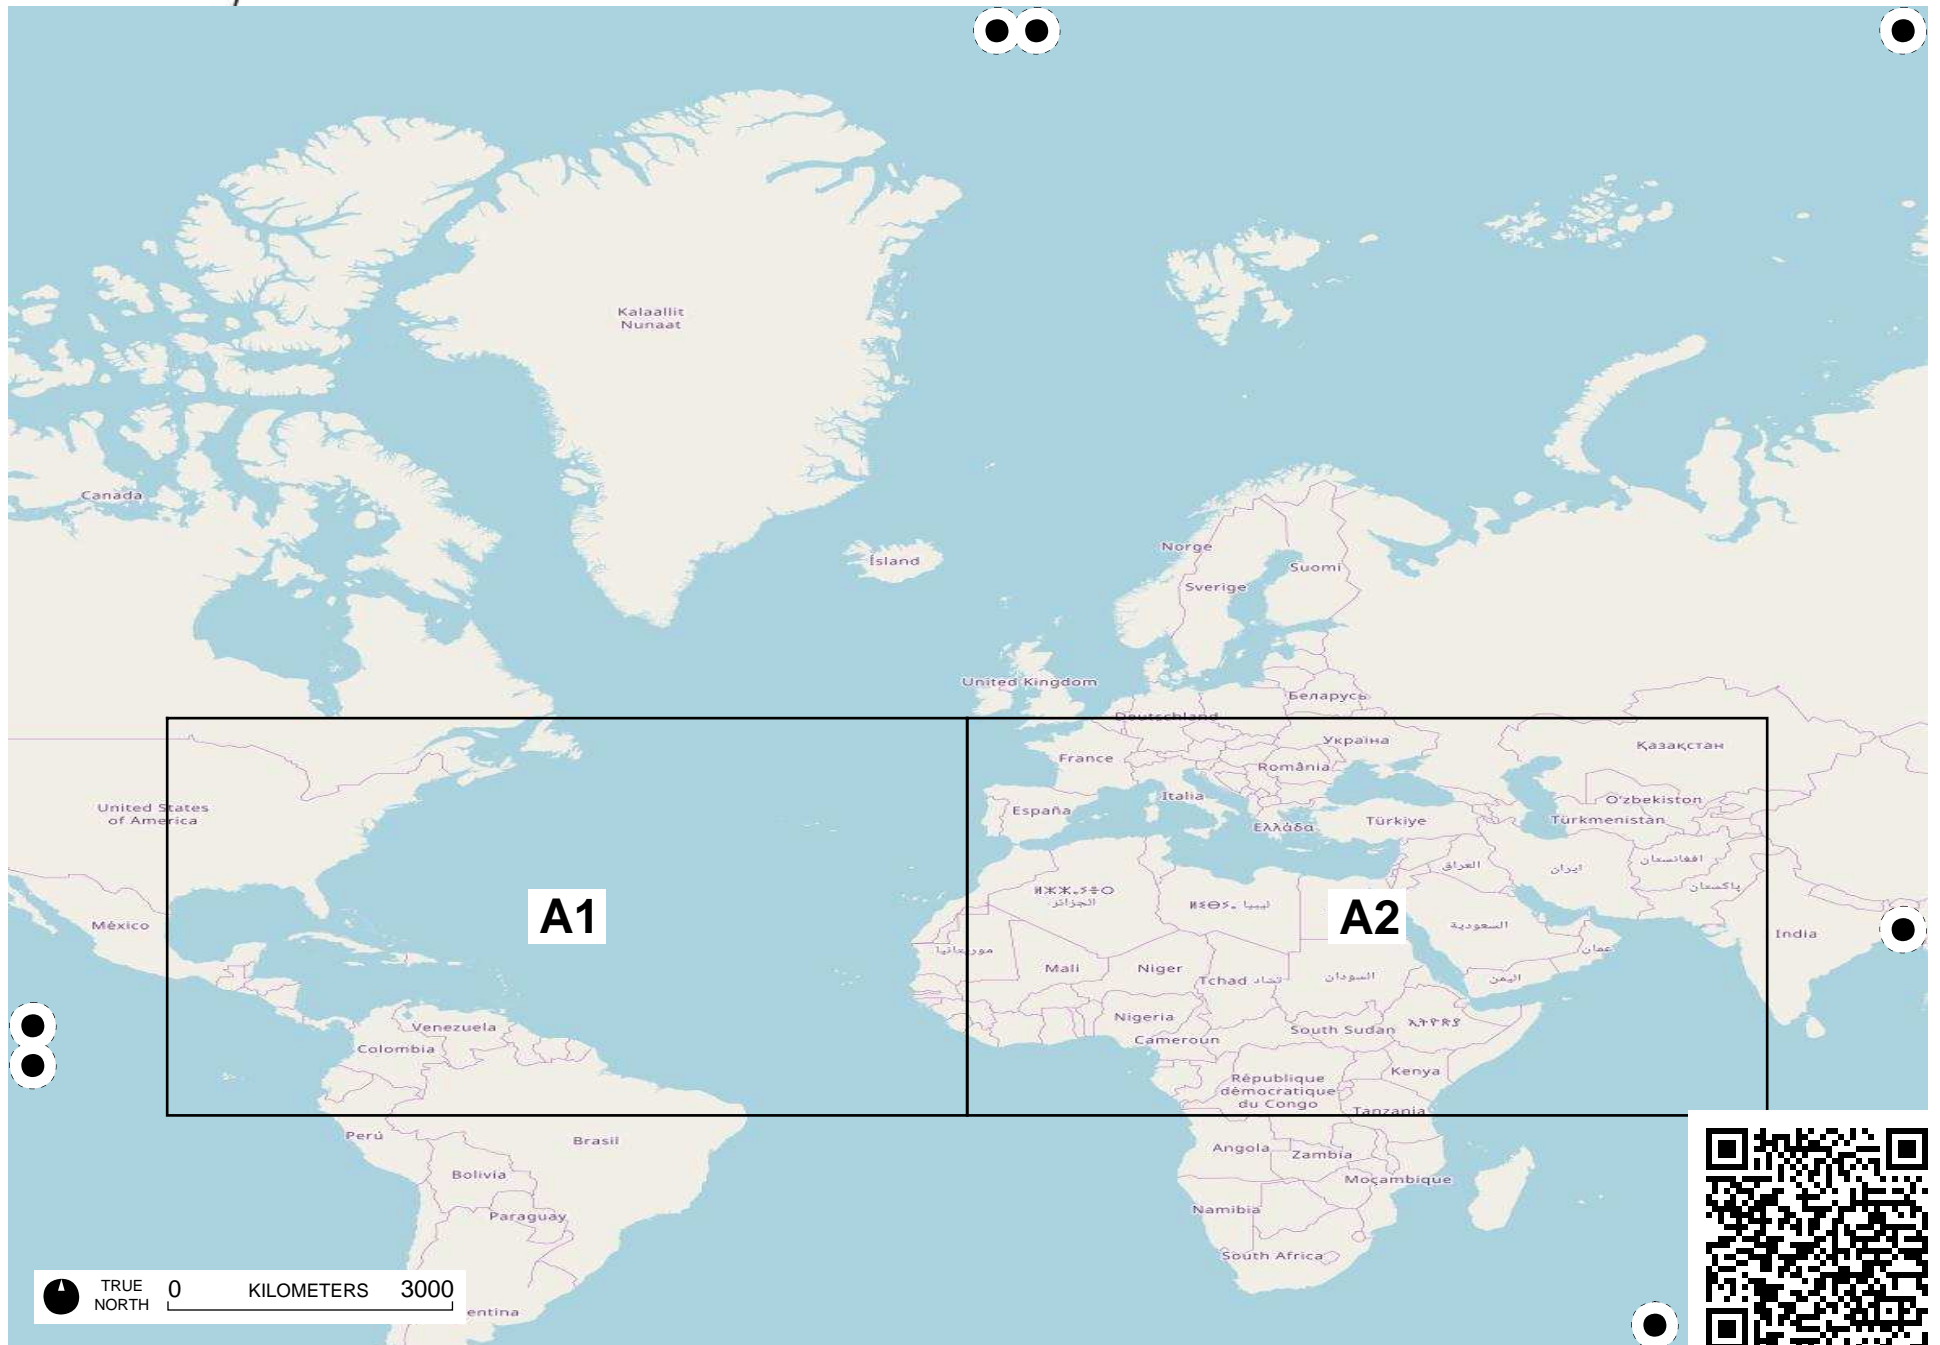 Kalaallit
Nunaat
Canada
Norge
Ísland
Suomi
Sverige
United Kingdom
Беларусь
Deutschland
Україна
Қазақстан
France
România
Italia
O'zbekiston
United States
of America
España
Türkiye
Türkmenistan
Ελλάδα
العراق
ايران
افغانستان
پاکستان
ⵍⵣⵣⴰⵢⴻⵔ
الجزائر
ليبيا
A1
A2
México
السعودية
India
موريتانيا
عمان
Mali
Niger
Tchad تشاد
السودان
اليمن
Nigeria
Venezuela
South Sudan
ኢትዮጵያ
Cameroun
Colombia
Kenya
République
démocratique
du Congo
Tanzania
Perú
Brasil
Angola
Zambia
Bolivia
Moçambique
Paraguay
Namibia
South Africa
TRUE
NORTH
0 KILOMETERS 3000
entina